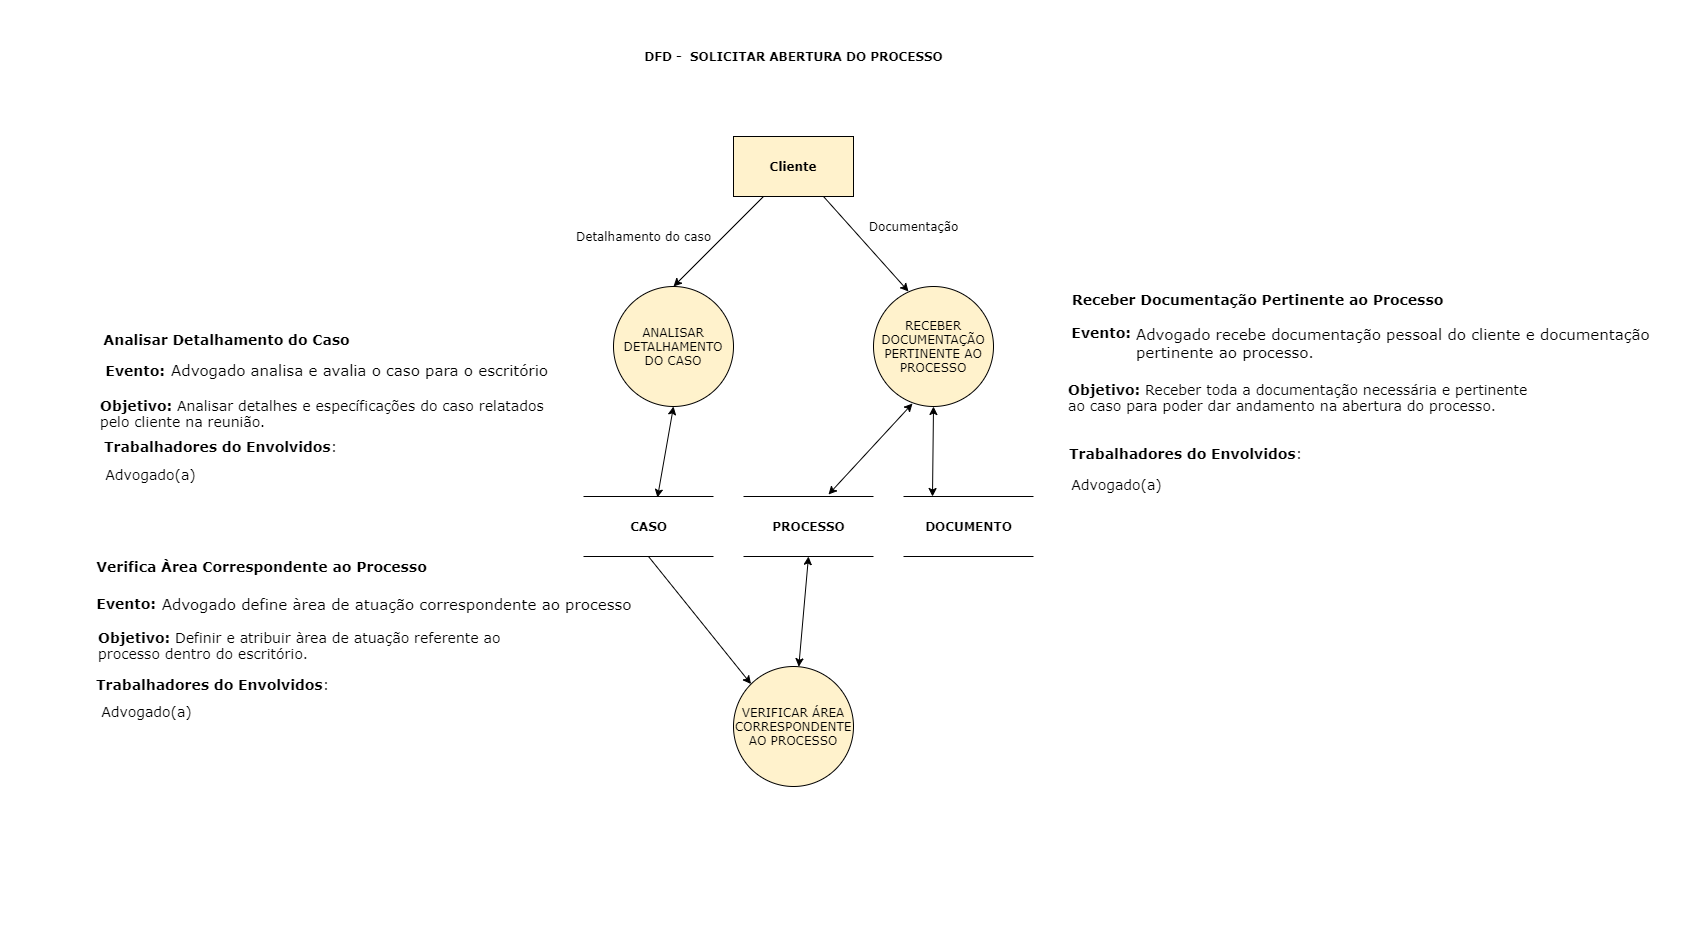 DFD -  SOLICITAR ABERTURA DO PROCESSO
Cliente
Detalhamento do caso
Documentação
ANALISAR
DETALHAMENTO
DO CASO
RECEBER
DOCUMENTAÇÃO
PERTINENTE AO
PROCESSO
Receber Documentação Pertinente ao Processo
Evento: Advogado recebe documentação pessoal do cliente e documentação
pertinente ao processo.
Objetivo: Receber toda a documentação necessária e pertinente
ao caso para poder dar andamento na abertura do processo.
Trabalhadores do Envolvidos:
Advogado(a)
Analisar Detalhamento do Caso
Evento: Advogado analisa e avalia o caso para o escritório
Objetivo: Analisar detalhes e específicações do caso relatados
pelo cliente na reunião.
Trabalhadores do Envolvidos:
Advogado(a)
CASO
PROCESSO
DOCUMENTO
Verifica Àrea Correspondente ao Processo
Evento: Advogado define àrea de atuação correspondente ao processo
Objetivo: Definir e atribuir àrea de atuação referente ao
processo dentro do escritório.
Trabalhadores do Envolvidos:
Advogado(a)
VERIFICAR ÁREA
CORRESPONDENTE
AO PROCESSO